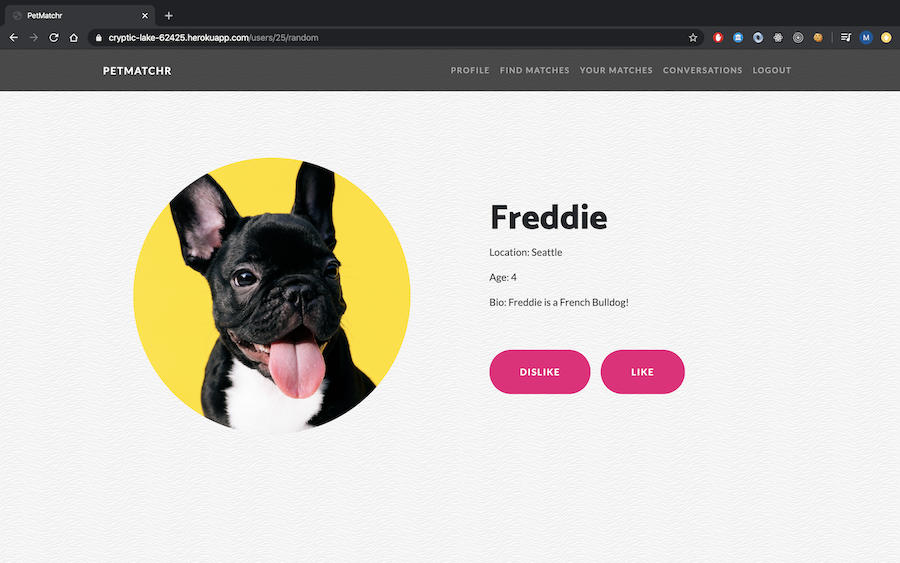 PetMatchr
cryptic-lake-62425.herokuapp.com/users/25/random
M
PETMATCHR
PROFILE FIND MATCHES YOUR MATCHES CONVERSATIONS LOGOUT
Freddie
Location: Seattle
Age: 4
Bio: Freddie is a French Bulldog!
DISLIKE LIKE